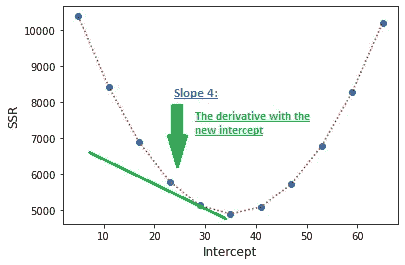 10000
9000
8000
7000
6000
5000
SSR
Slope 4:
The derivative with the
new intercept
10 20 30 40 50 60
Intercept